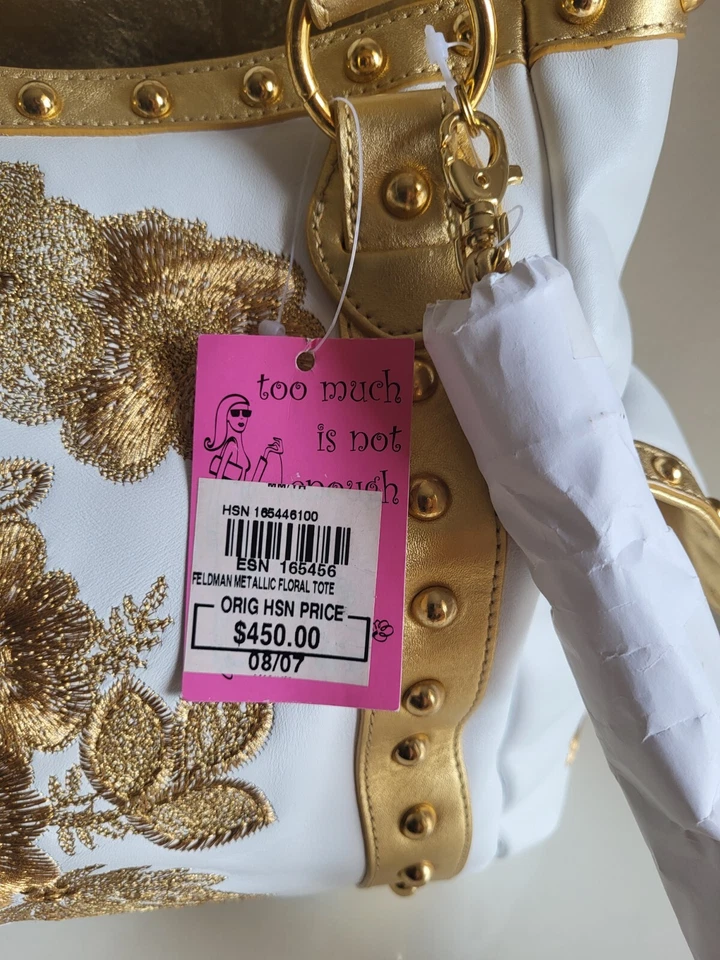 too much
is not
enough
HSN 165446100
ESN 165456
FELDMAN METALLIC FLORAL TOTE
ORIG HSN PRICE
$450.00
08/07